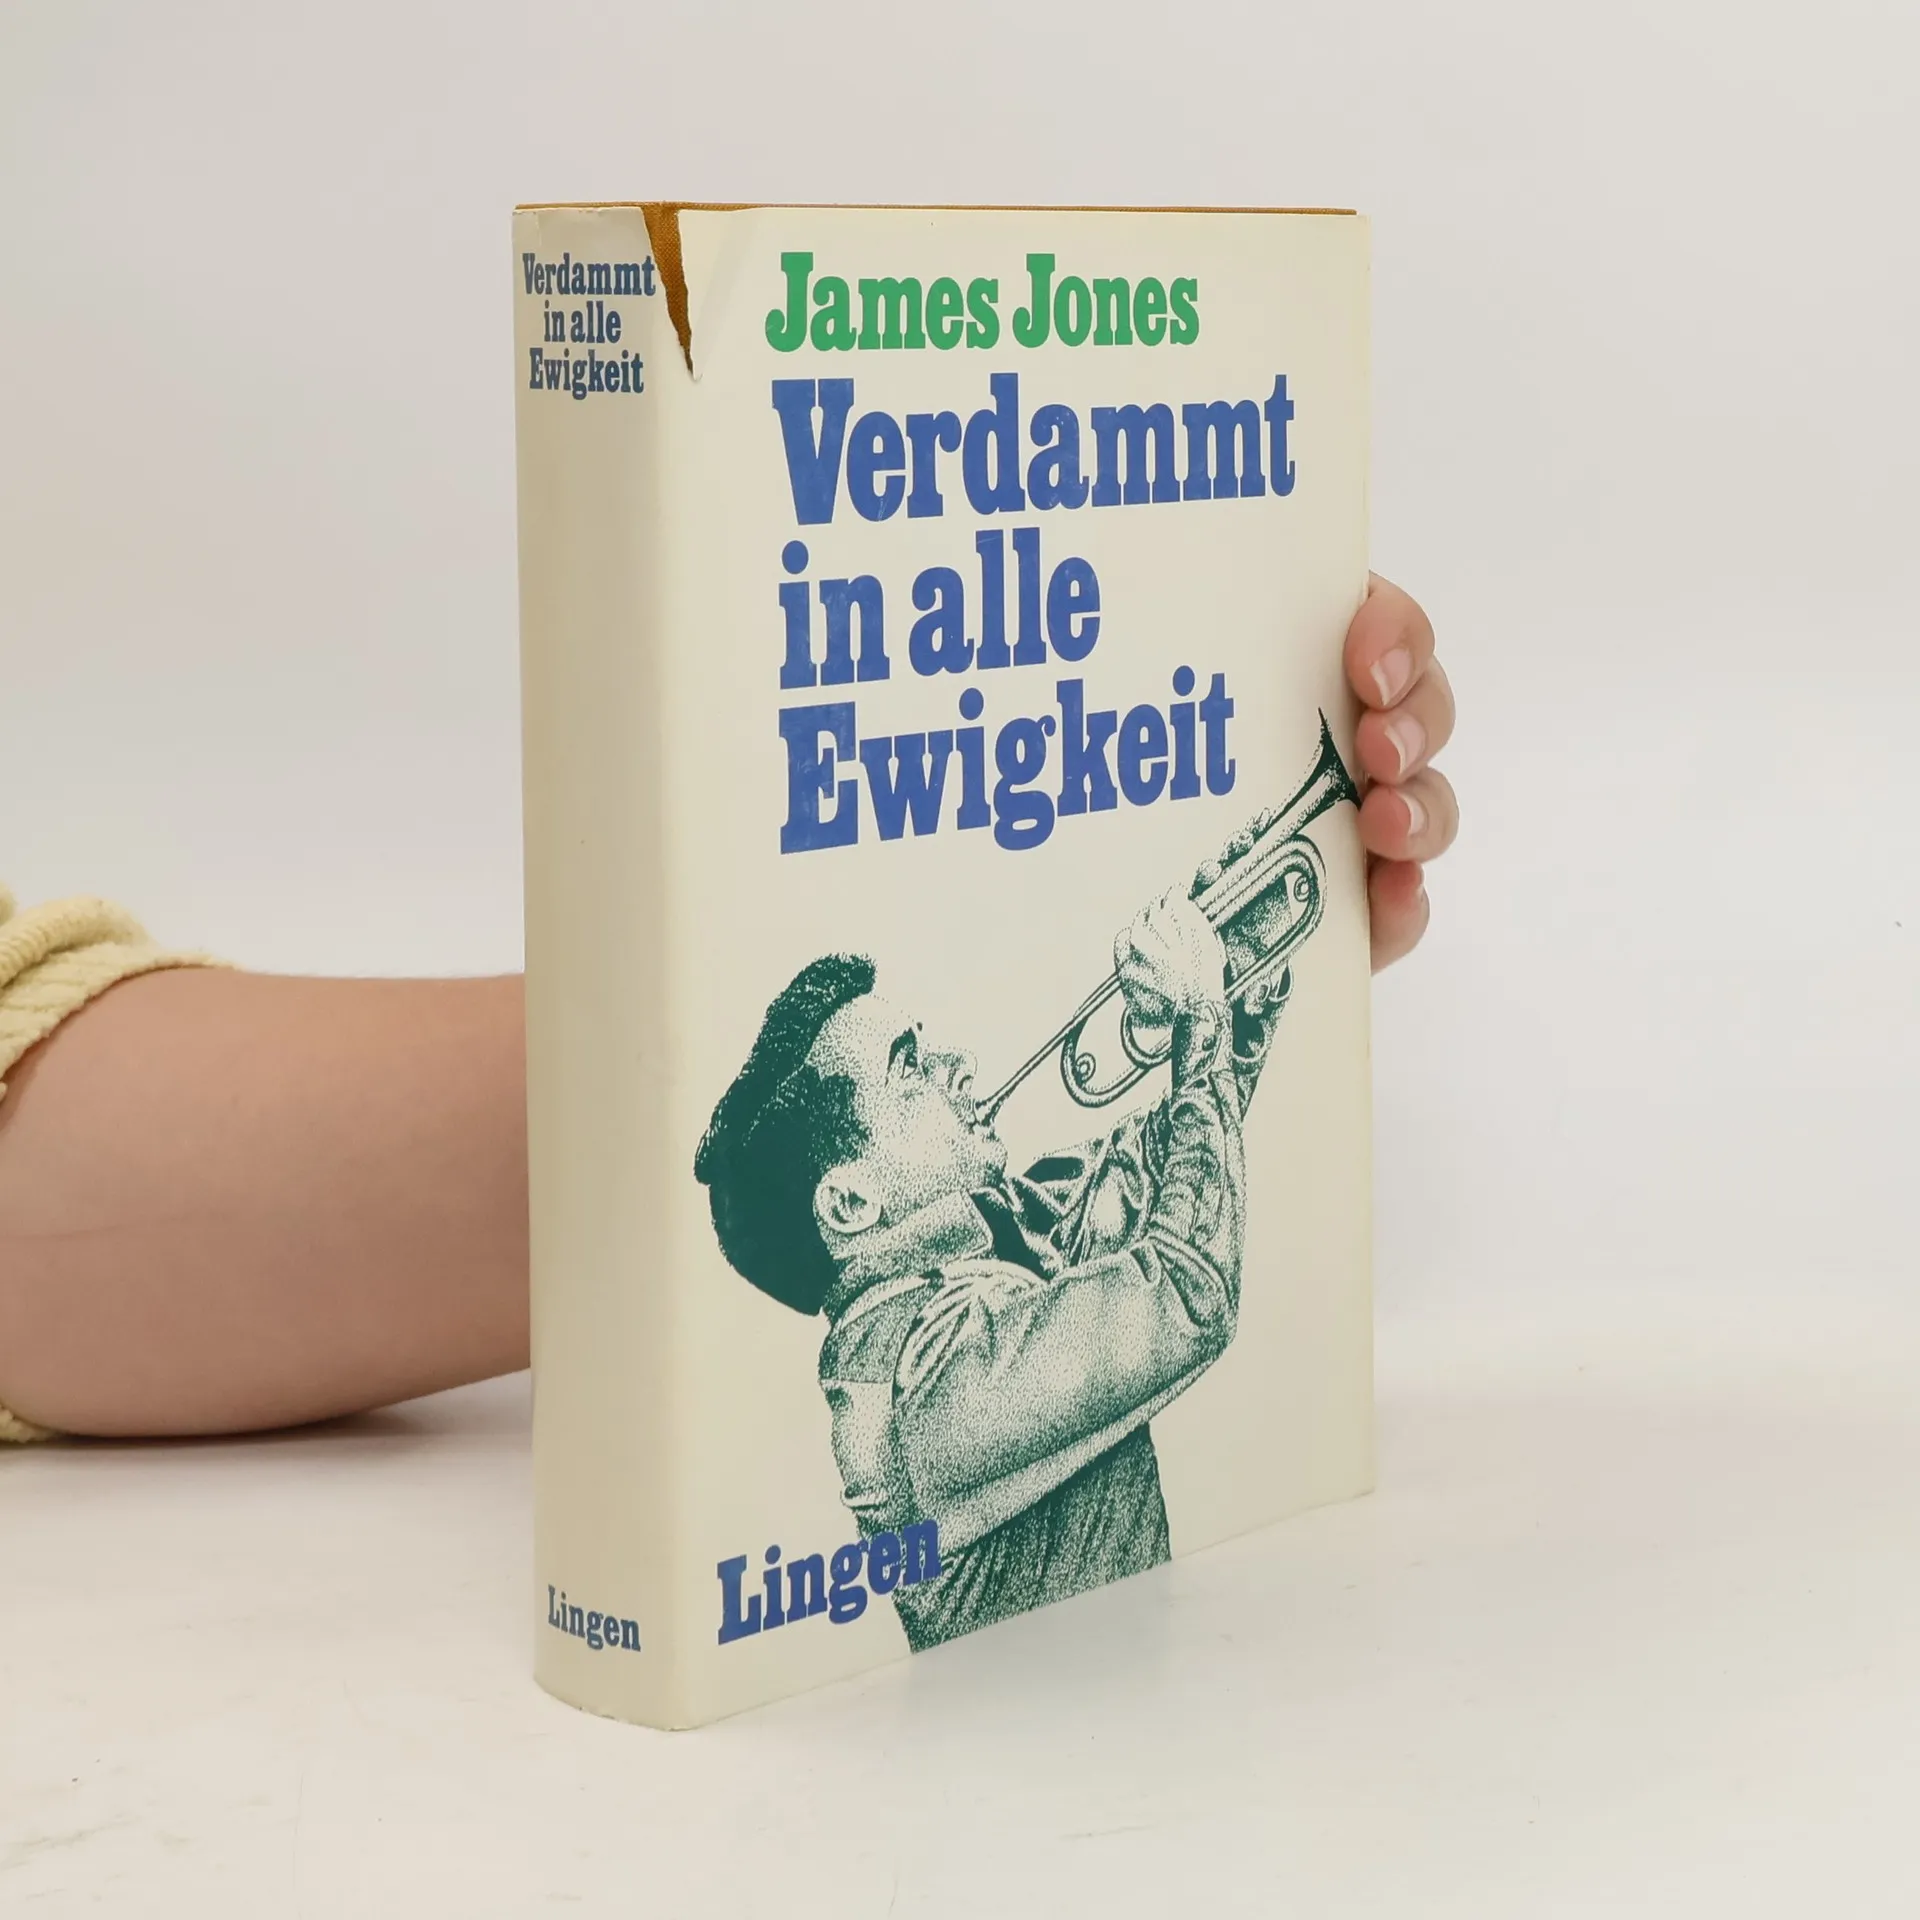 Verdammt
in alle
Ewigkeit
Lingen
James Jones
Verdammt
in alle
Ewigkeit
Lingen